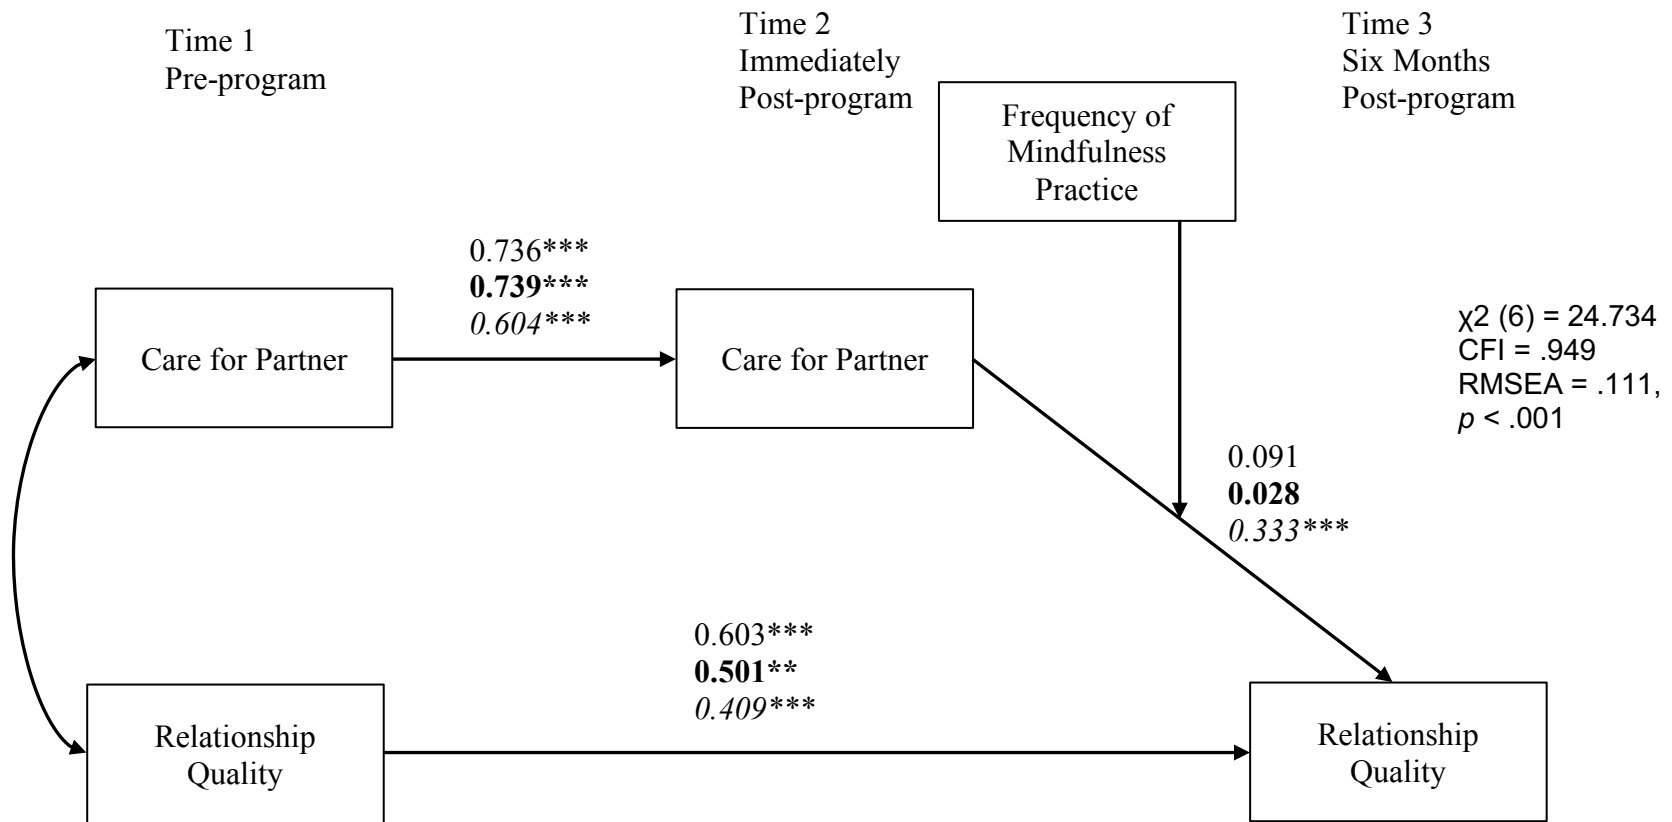 Time 1
Pre-program
Time 2
Immediately
Post-program
Time 3
Six Months
Post-program
Frequency of
Mindfulness
Practice
0.736***
0.739***
0.604***
Care for Partner
Care for Partner
χ2 (6) = 24.734
CFI = .949
RMSEA = .111,
p < .001
0.091
0.028
0.333***
0.603***
0.501**
0.409***
Relationship
Quality
Relationship
Quality